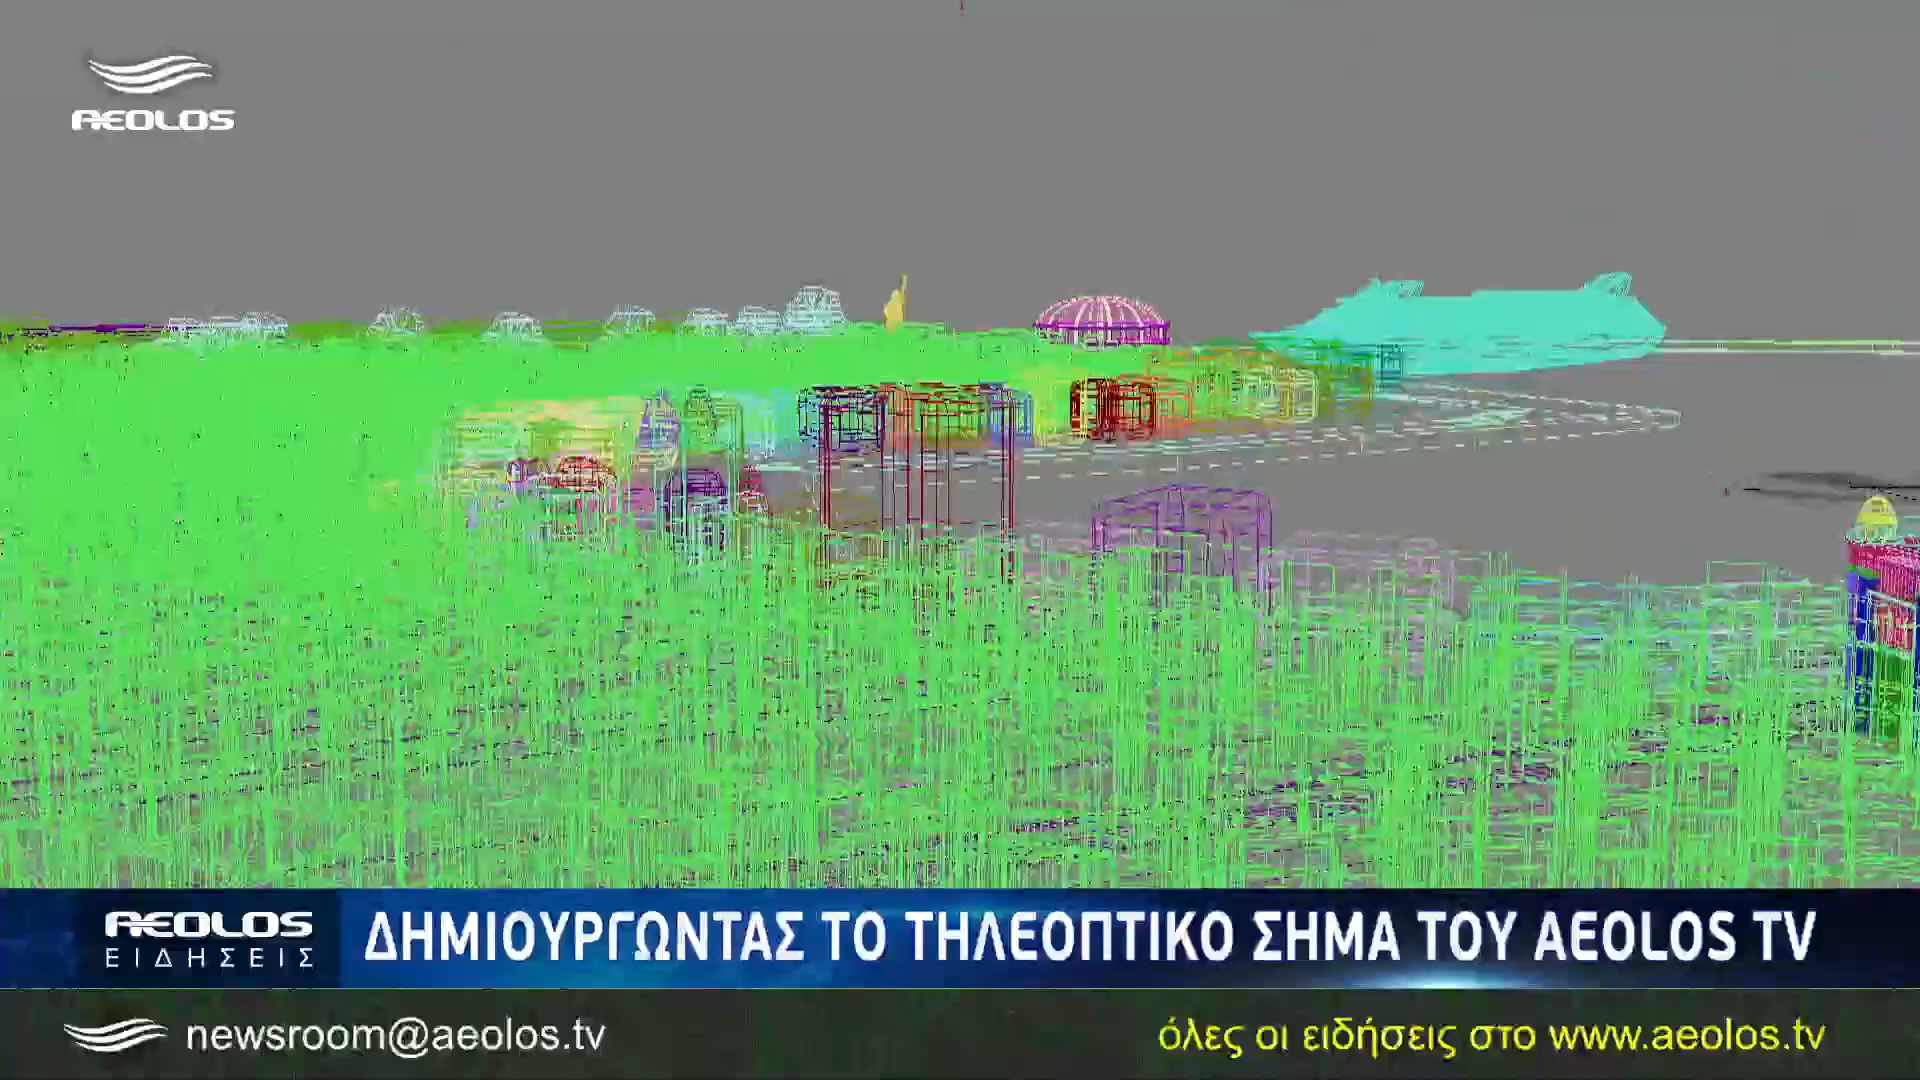 AEOLOS
AEOLOS
ΕΙΔΗΣΕΙΣ
ΔΗΜΙΟΥΡΓΩΝΤΑΣ ΤΟ ΤΗΛΕΟΠΤΙΚΟ ΣΗΜΑ ΤΟΥ AEOLOS TV
newsroom@aeolos.tv
όλες οι ειδήσεις στο www.aeolos.tv